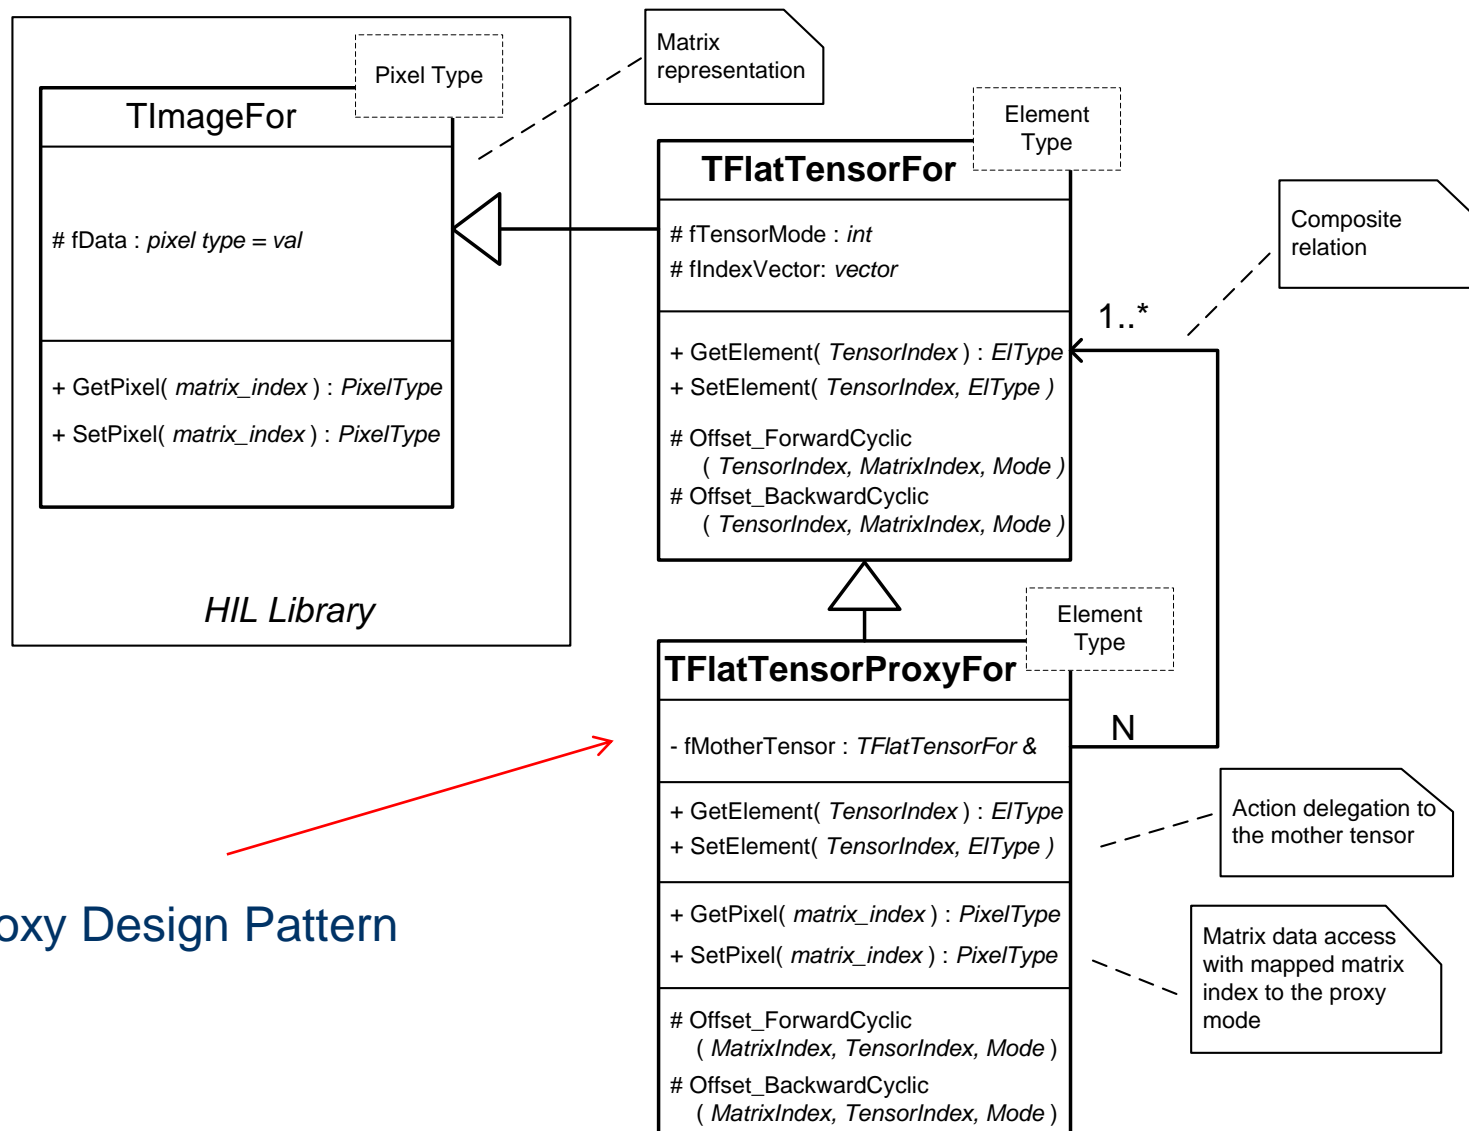 Pixel Type
TImageFor
# fData : pixel type = val
+ GetPixel( matrix_index ) : PixelType
+ SetPixel( matrix_index ) : PixelType
HIL Library
Matrix
representation
Element
Type
TFlatTensorFor
# fTensorMode : int
# fIndexVector: vector
+ GetElement( TensorIndex ) : ElType
+ SetElement( TensorIndex, ElType )
# Offset_ForwardCyclic
( TensorIndex, MatrixIndex, Mode )
# Offset_BackwardCyclic
( TensorIndex, MatrixIndex, Mode )
Composite
relation
1..*
Element
Type
TFlatTensorProxyFor
- fMotherTensor : TFlatTensorFor &
N
+ GetElement( TensorIndex ) : ElType
+ SetElement( TensorIndex, ElType )
+ GetPixel( matrix_index ) : PixelType
+ SetPixel( matrix_index ) : PixelType
# Offset_ForwardCyclic
( MatrixIndex, TensorIndex, Mode )
# Offset_BackwardCyclic
( MatrixIndex, TensorIndex, Mode )
Action delegation to
the mother tensor
Matrix data access
with mapped matrix
index to the proxy
mode
oxy Design Pattern